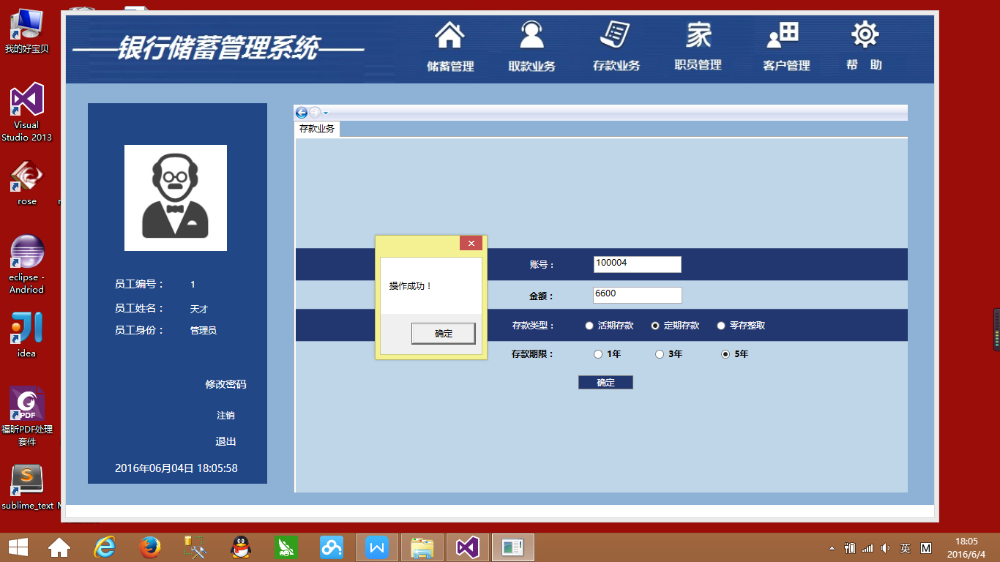 我的好宝贝
Visual
Studio 2013
rose
eclipse -
Andriod
idea
PDF
福昕PDF处理
套件
sublime_text
银行储蓄管理系统
储蓄管理
取款业务
存款业务
家
职员管理
客户管理
帮 助
员工编号： 1
员工姓名： 天才
员工身份： 管理员
修改密码
注销
退出
2016年06月04日 18:05:58
存款业务
操作成功！
确定
账号： 100004
金额： 6600
存款类型： 活期存款 定期存款 零存整取
存款期限： 1年 3年 5年
确定
英 M
18:05
2016/6/4